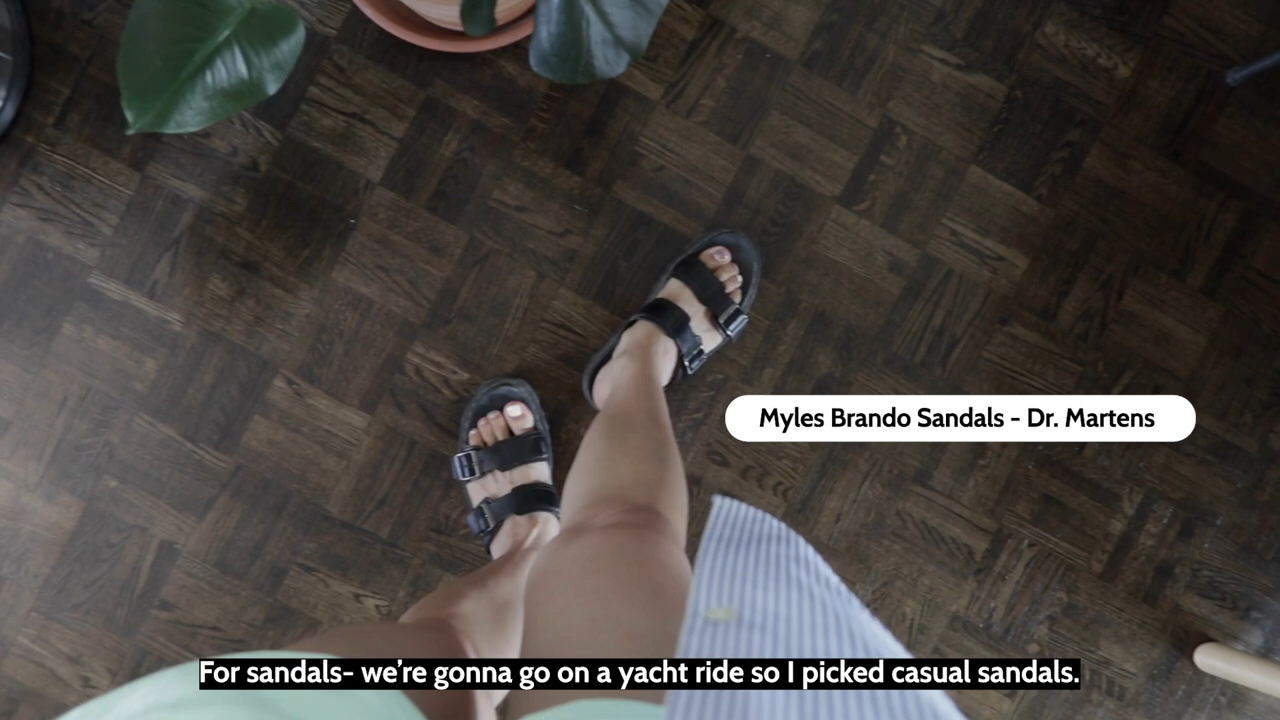 Myles Brando Sandals - Dr. Martens
For sandals- we’re gonna go on a yacht ride so I picked casual sandals.